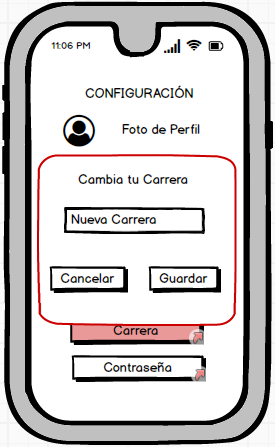 11:06 PM
CONFIGURACIÓN
Foto de Perfil
Cambia tu Carrera
Nueva Carrera
Cancelar
Guardar
Carrera
Contraseña